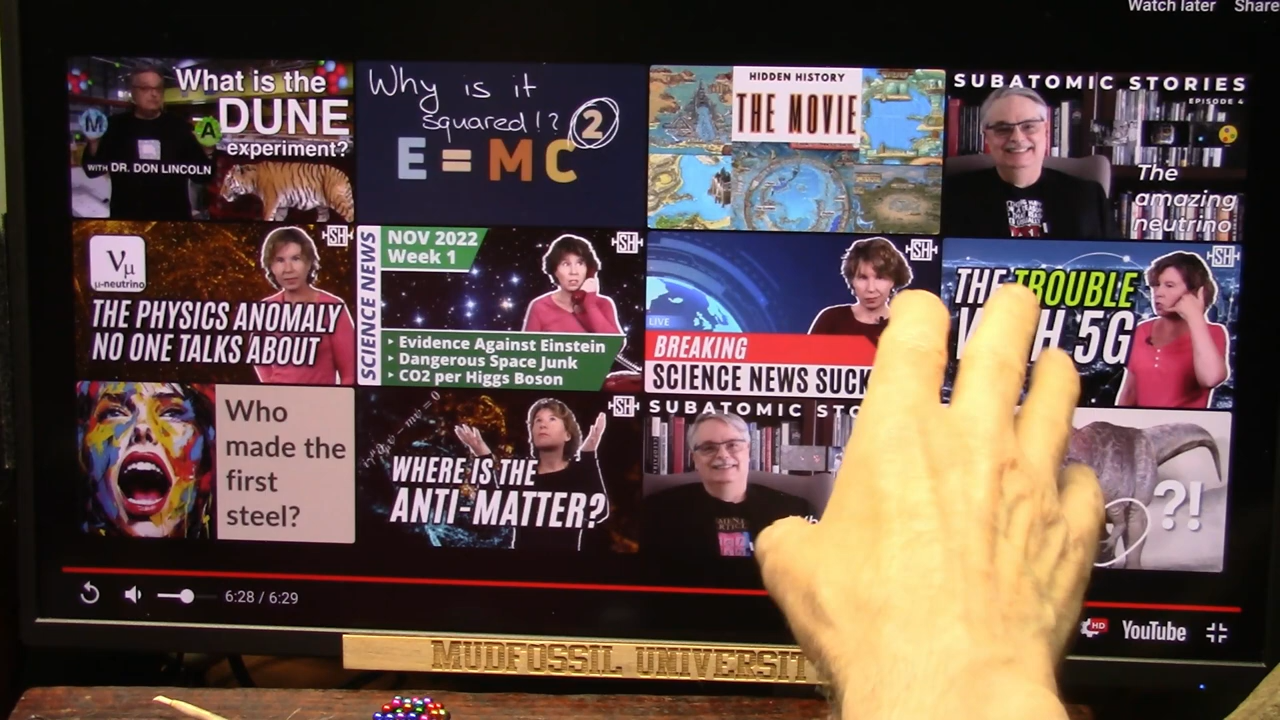 Watch later Share
What is the
DUNE
experiment?
M
A
WITH DR. DON LINCOLN
Why is it
squared!? 2
E = MC
HIDDEN HISTORY
THE MOVIE
SUBATOMIC STORIES
EPISODE 4
The
amazing
neutrino
νμ
μ-neutrino
SH
THE PHYSICS ANOMALY
NO ONE TALKS ABOUT
SCIENCE NEWS
NOV 2022
Week 1
SH
Evidence Against Einstein
Dangerous Space Junk
CO2 per Higgs Boson
SH
LIVE
BREAKING
SCIENCE NEWS SUCK
SH
THE TROUBLE
5G
Who
made the
first
steel?
SH
WHERE IS THE
ANTI-MATTER?
SUBATOMIC STO
?!
6:28 / 6:29
HD
YouTube
MUDFOSSIL UNIVERSIT